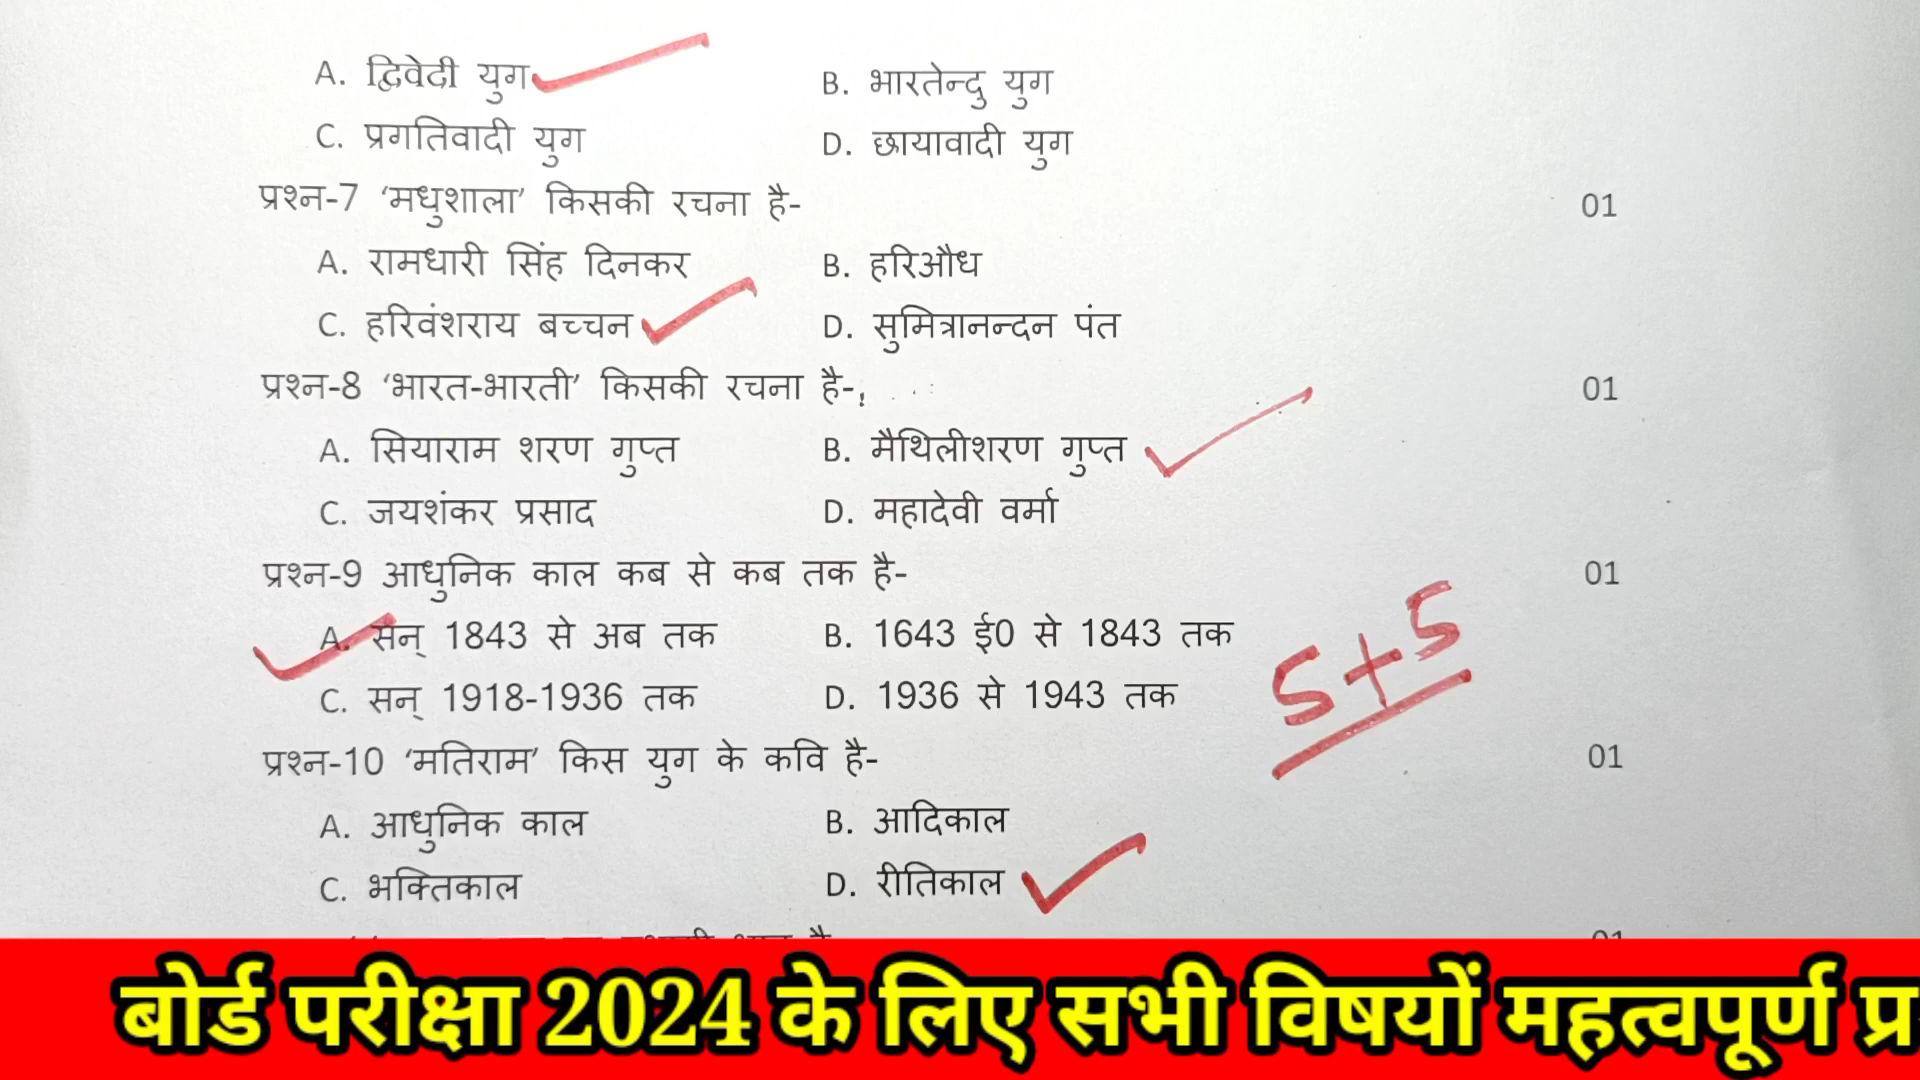 A. द्विवेदी युग B. भारतेन्दु युग
C. प्रगतिवादी युग D. छायावादी युग
प्रश्न-7 ‘मधुशाला’ किसकी रचना है- 01
A. रामधारी सिंह दिनकर B. हरिऔध
C. हरिवंशराय बच्चन D. सुमित्रानन्दन पंत
प्रश्न-8 ‘भारत-भारती’ किसकी रचना है- 01
A. सियाराम शरण गुप्त B. मैथिलीशरण गुप्त
C. जयशंकर प्रसाद D. महादेवी वर्मा
प्रश्न-9 आधुनिक काल कब से कब तक है- 01
A. सन् 1843 से अब तक B. 1643 ई0 से 1843 तक
C. सन् 1918-1936 तक D. 1936 से 1943 तक
5+5
प्रश्न-10 ‘मतिराम’ किस युग के कवि है- 01
A. आधुनिक काल B. आदिकाल
C. भक्तिकाल D. रीतिकाल
बोर्ड परीक्षा 2024 के लिए सभी विषयों महत्वपूर्ण